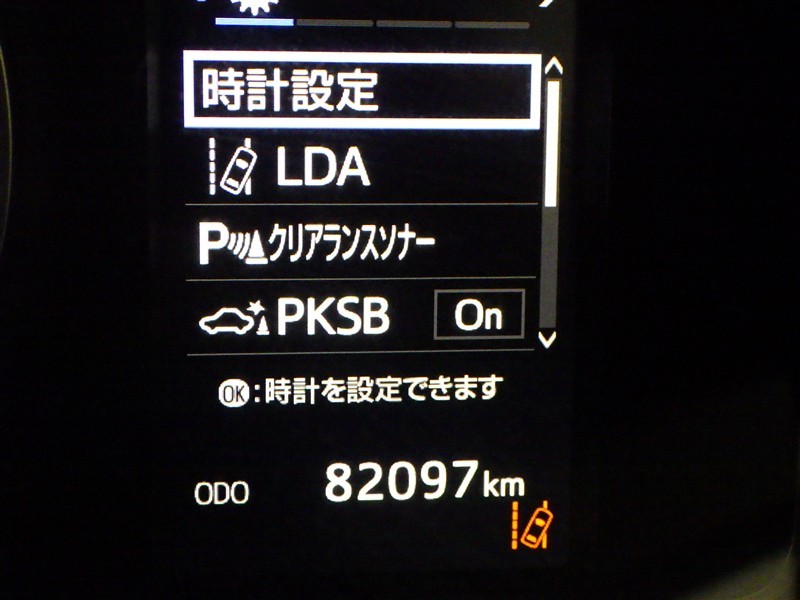 時計設定
LDA
Pクリアランスソナー
PKSB On
OK:時計を設定できます
ODO 82097km